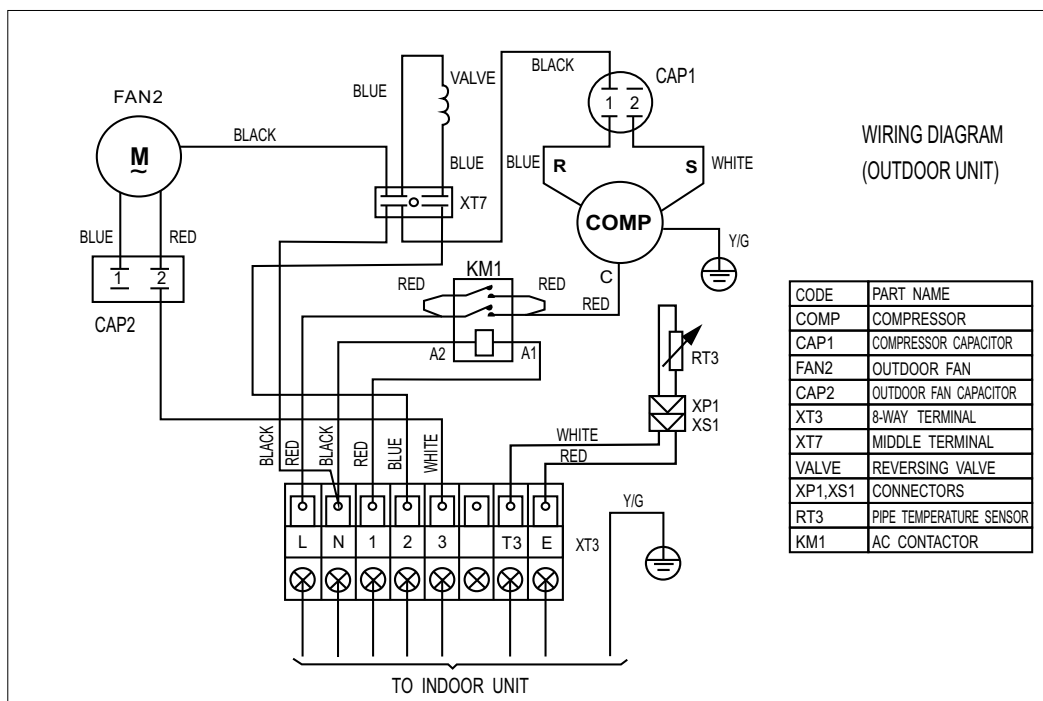 WIRING DIAGRAM
(OUTDOOR UNIT)
FAN2
M
~
BLACK
BLUE
RED
1
2
CAP2
BLUE
VALVE
BLUE
XT7
BLACK
CAP1
1
2
BLUE
R
S
WHITE
COMP
Y/G
C
RED
KM1
RED
RED
A2
A1
RT3
XP1
XS1
WHITE
RED
BLACK
RED
BLACK
RED
BLUE
WHITE
L
N
1
2
3
T3
E
XT3
Y/G
TO INDOOR UNIT
CODE PART NAME
COMP COMPRESSOR
CAP1 COMPRESSOR CAPACITOR
FAN2 OUTDOOR FAN
CAP2 OUTDOOR FAN CAPACITOR
XT3 8-WAY TERMINAL
XT7 MIDDLE TERMINAL
VALVE REVERSING VALVE
XP1,XS1 CONNECTORS
RT3 PIPE TEMPERATURE SENSOR
KM1 AC CONTACTOR